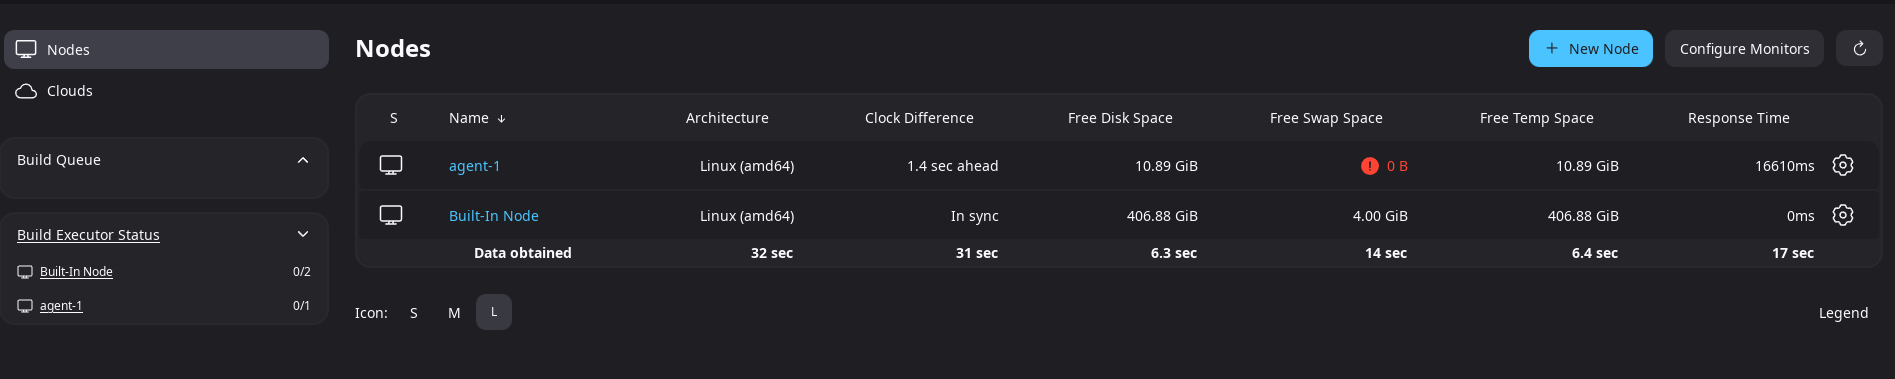 Nodes
Clouds
Build Queue
Build Executor Status
Built-In Node 0/2
agent-1 0/1
Nodes
+ New Node Configure Monitors
S Name ↓ Architecture Clock Difference Free Disk Space Free Swap Space Free Temp Space Response Time
agent-1 Linux (amd64) 1.4 sec ahead 10.89 GiB 0 B 10.89 GiB 16610ms
Built-In Node Linux (amd64) In sync 406.88 GiB 4.00 GiB 406.88 GiB 0ms
Data obtained 32 sec 31 sec 6.3 sec 14 sec 6.4 sec 17 sec
Icon: S M L Legend